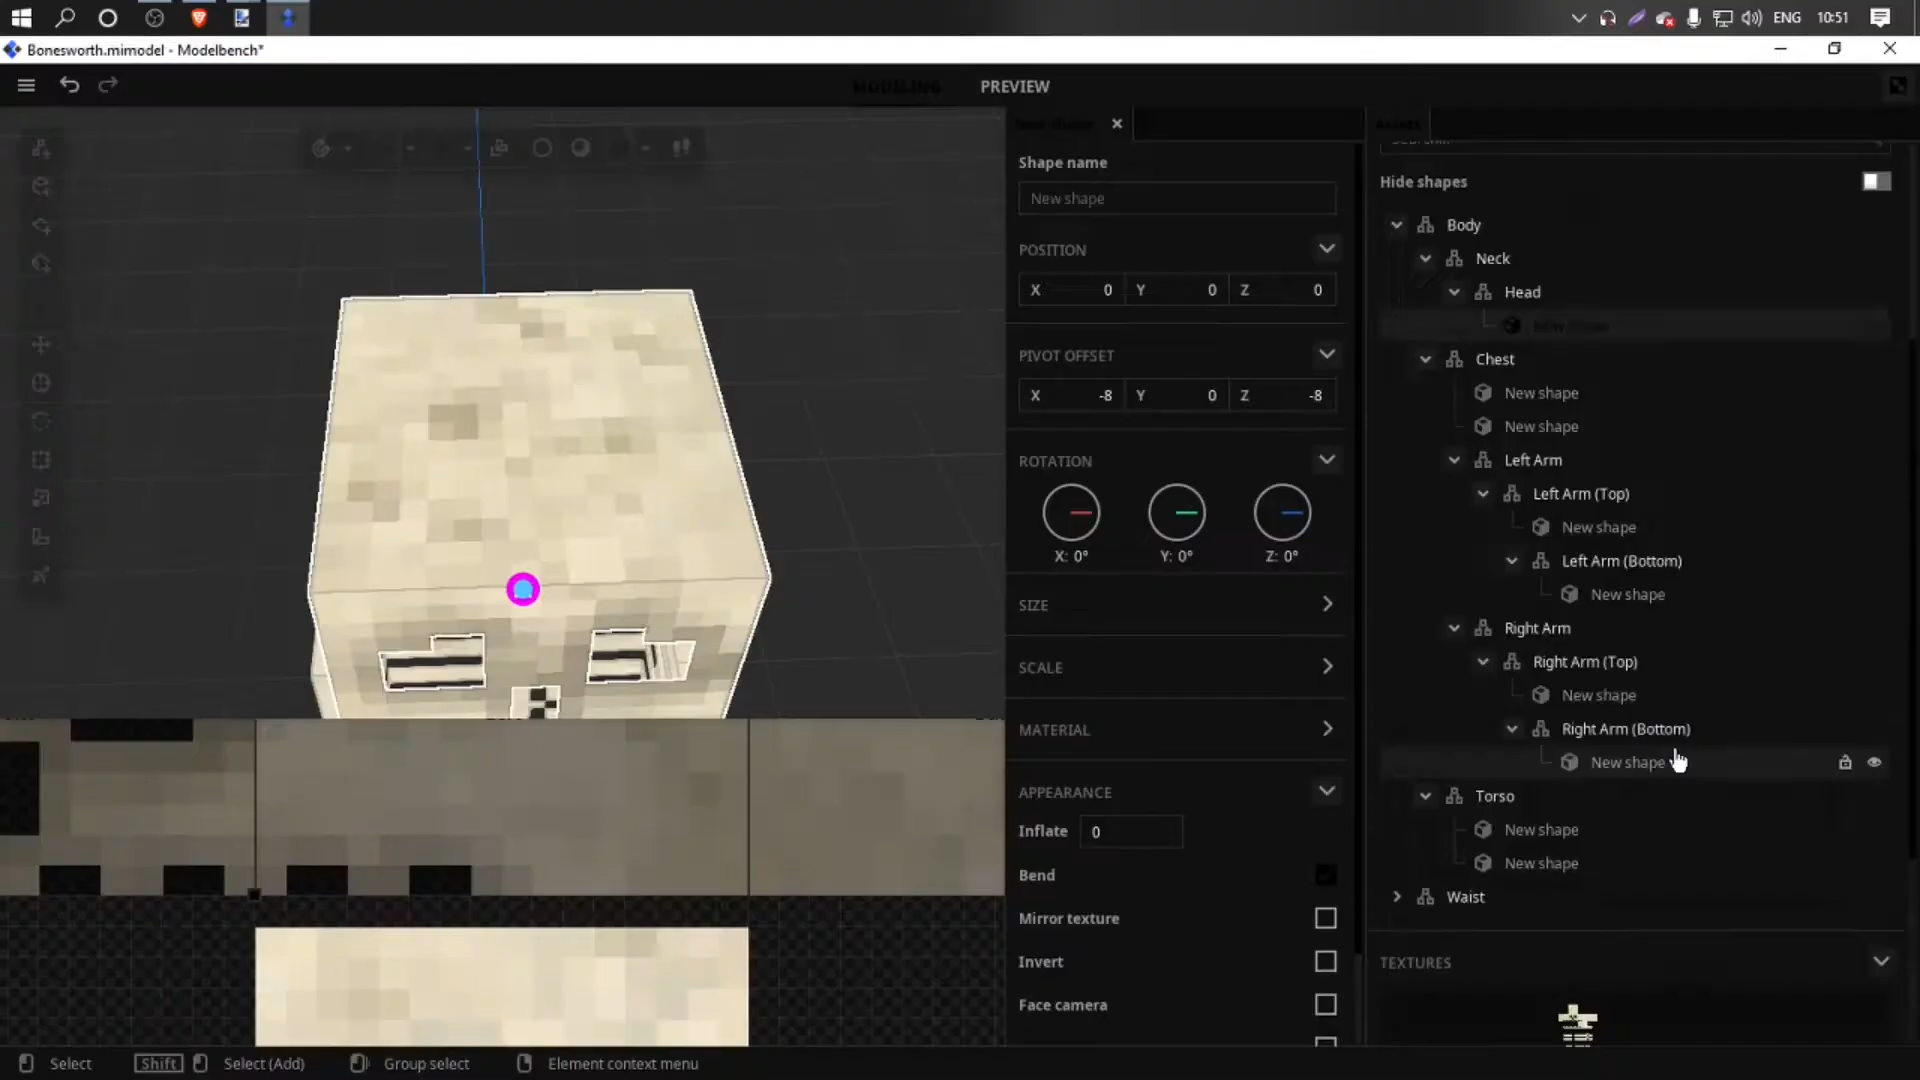 ENG 10:51
Bonesworth.mimodel - Modelbench*
MODELING PREVIEW
Assets
Shape name
Hide shapes
New shape
POSITION
X 0 Y 0 Z 0
PIVOT OFFSET
X -8 Y 0 Z -8
ROTATION
X: 0° Y: 0° Z: 0°
SIZE
SCALE
MATERIAL
APPEARANCE
Inflate 0
Bend
Mirror texture
Invert
Face camera
Body
Neck
Head
New shape
Chest
New shape
New shape
Left Arm
Left Arm (Top)
New shape
Left Arm (Bottom)
New shape
Right Arm
Right Arm (Top)
New shape
Right Arm (Bottom)
New shape
Torso
New shape
New shape
Waist
TEXTURES
Select Shift Select (Add) Group select Element context menu